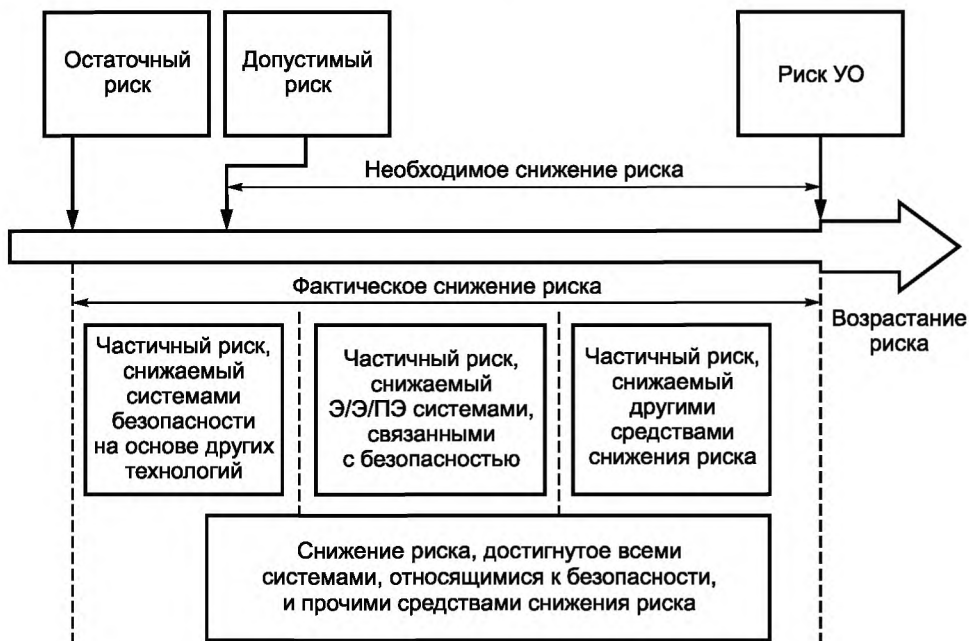 Остаточный
риск
Допустимый
риск
Риск УО
Необходимое снижение риска
Фактическое снижение риска
Возрастание
риска
Частичный риск,
снижаемый
системами
безопасности
на основе других
технологий
Частичный риск,
снижаемый
Э/Э/ПЭ системами,
связанными
с безопасностью
Частичный риск,
снижаемый
другими
средствами
снижения риска
Снижение риска, достигнутое всеми
системами, относящимися к безопасности,
и прочими средствами снижения риска